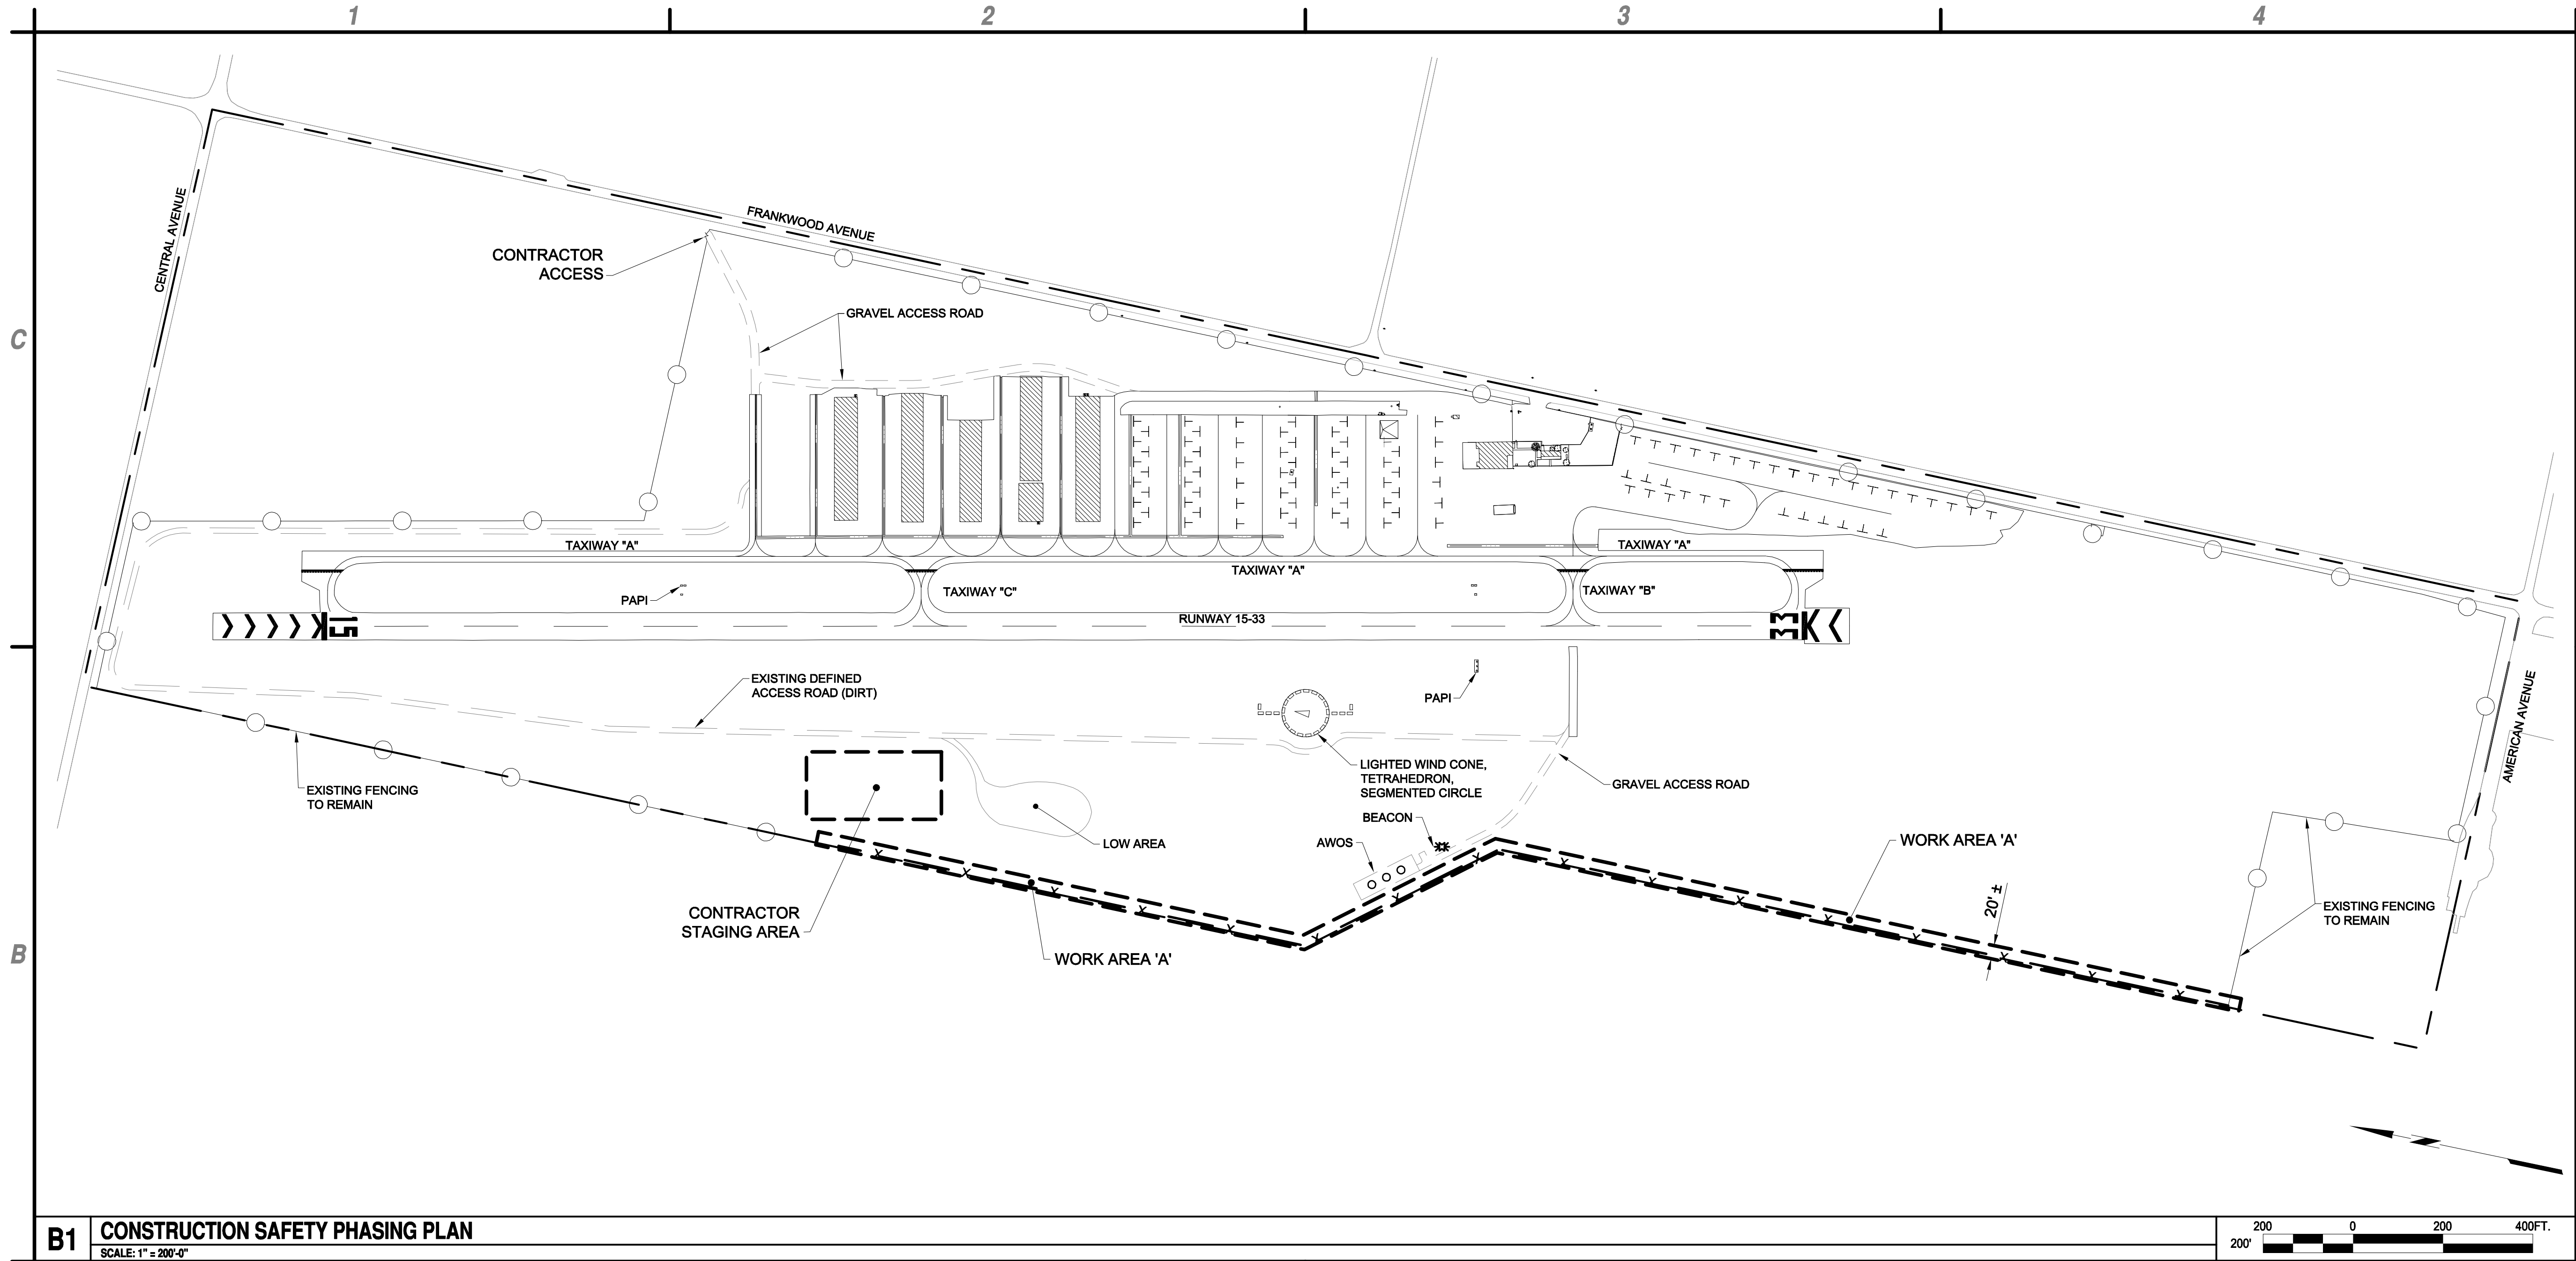 1 2 3 4
CENTRAL AVENUE
FRANKWOOD AVENUE
CONTRACTOR
ACCESS
GRAVEL ACCESS ROAD
C
TAXIWAY "A"
TAXIWAY "A"
TAXIWAY "A"
PAPI
TAXIWAY "C"
TAXIWAY "B"
RUNWAY 15-33
15
33
EXISTING DEFINED
ACCESS ROAD (DIRT)
PAPI
AMERICAN AVENUE
LIGHTED WIND CONE,
TETRAHEDRON,
SEGMENTED CIRCLE
GRAVEL ACCESS ROAD
EXISTING FENCING
TO REMAIN
BEACON
AWOS
LOW AREA
WORK AREA 'A'
20' ±
CONTRACTOR
STAGING AREA
EXISTING FENCING
TO REMAIN
WORK AREA 'A'
B
B1 CONSTRUCTION SAFETY PHASING PLAN
SCALE: 1" = 200'-0"
200 0 200 400FT.
200'